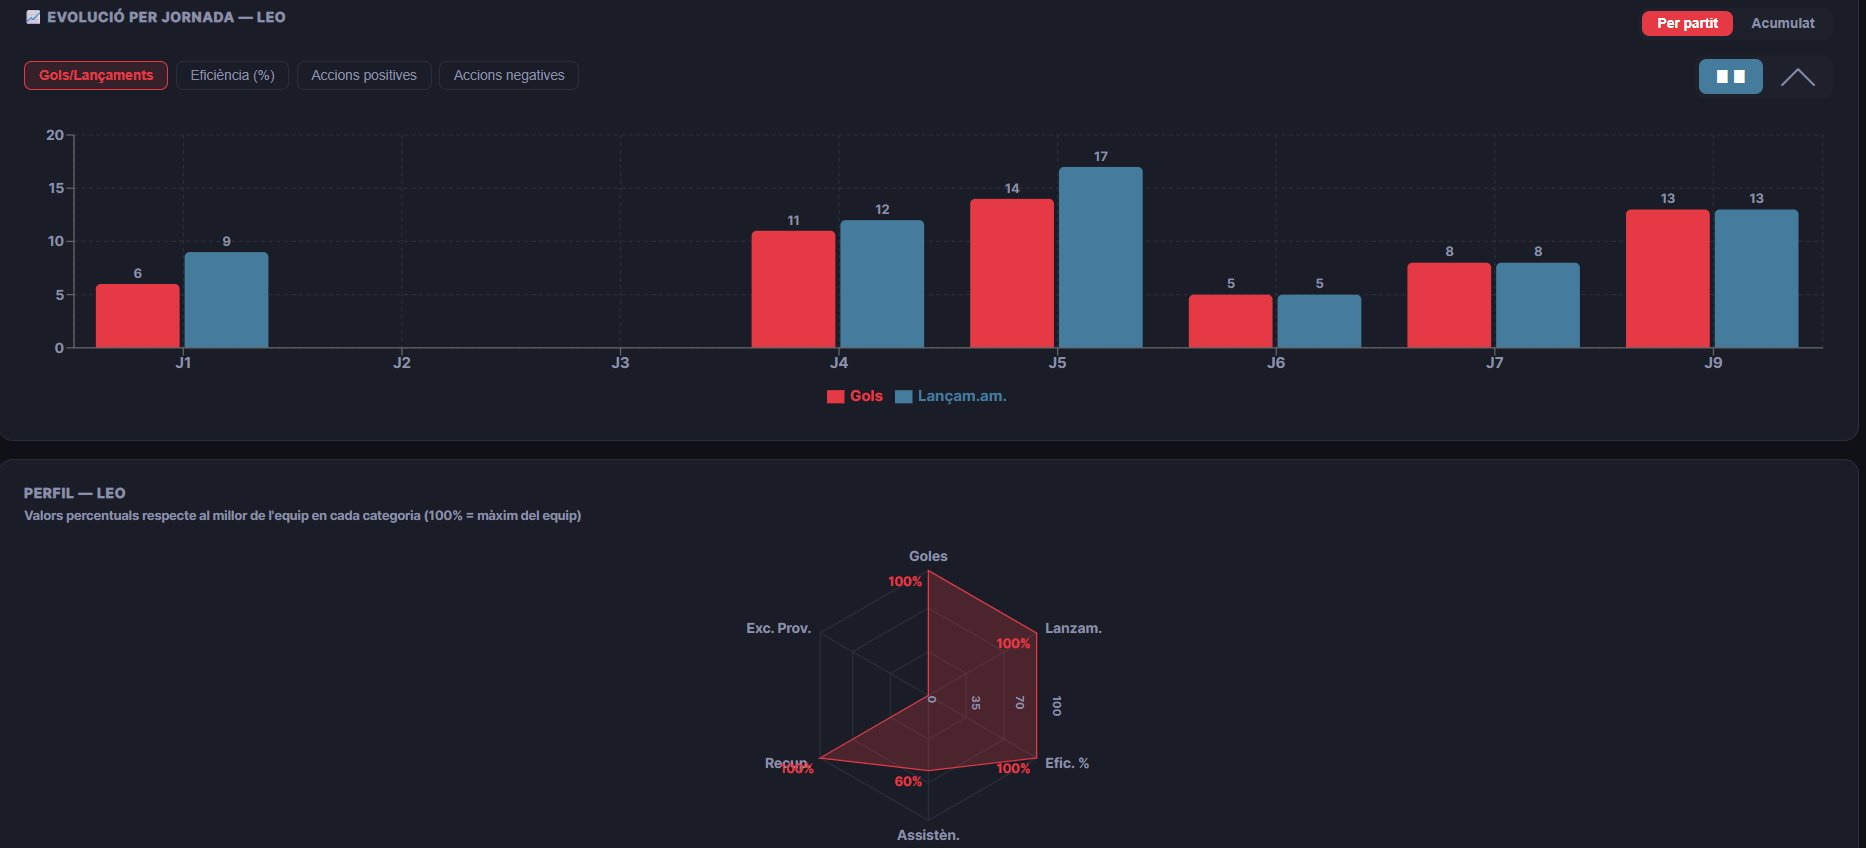 EVOLUCIÓ PER JORNADA — LEO
Per partit Acumulat
Gols/Lançaments Eficiència (%) Accions positives Accions negatives
20
15
10
5
0
6 9 11 12 14 17 5 5 8 8 13 13
J1 J2 J3 J4 J5 J6 J7 J9
Gols Lançam.am.
PERFIL — LEO
Valors percentuals respecte al millor de l'equip en cada categoria (100% = màxim del equip)
Goles
100%
Exc. Prov. Lanzam.
100%
0 35 70 100
Recup. Efic. %
100% 100%
60%
Assistèn.